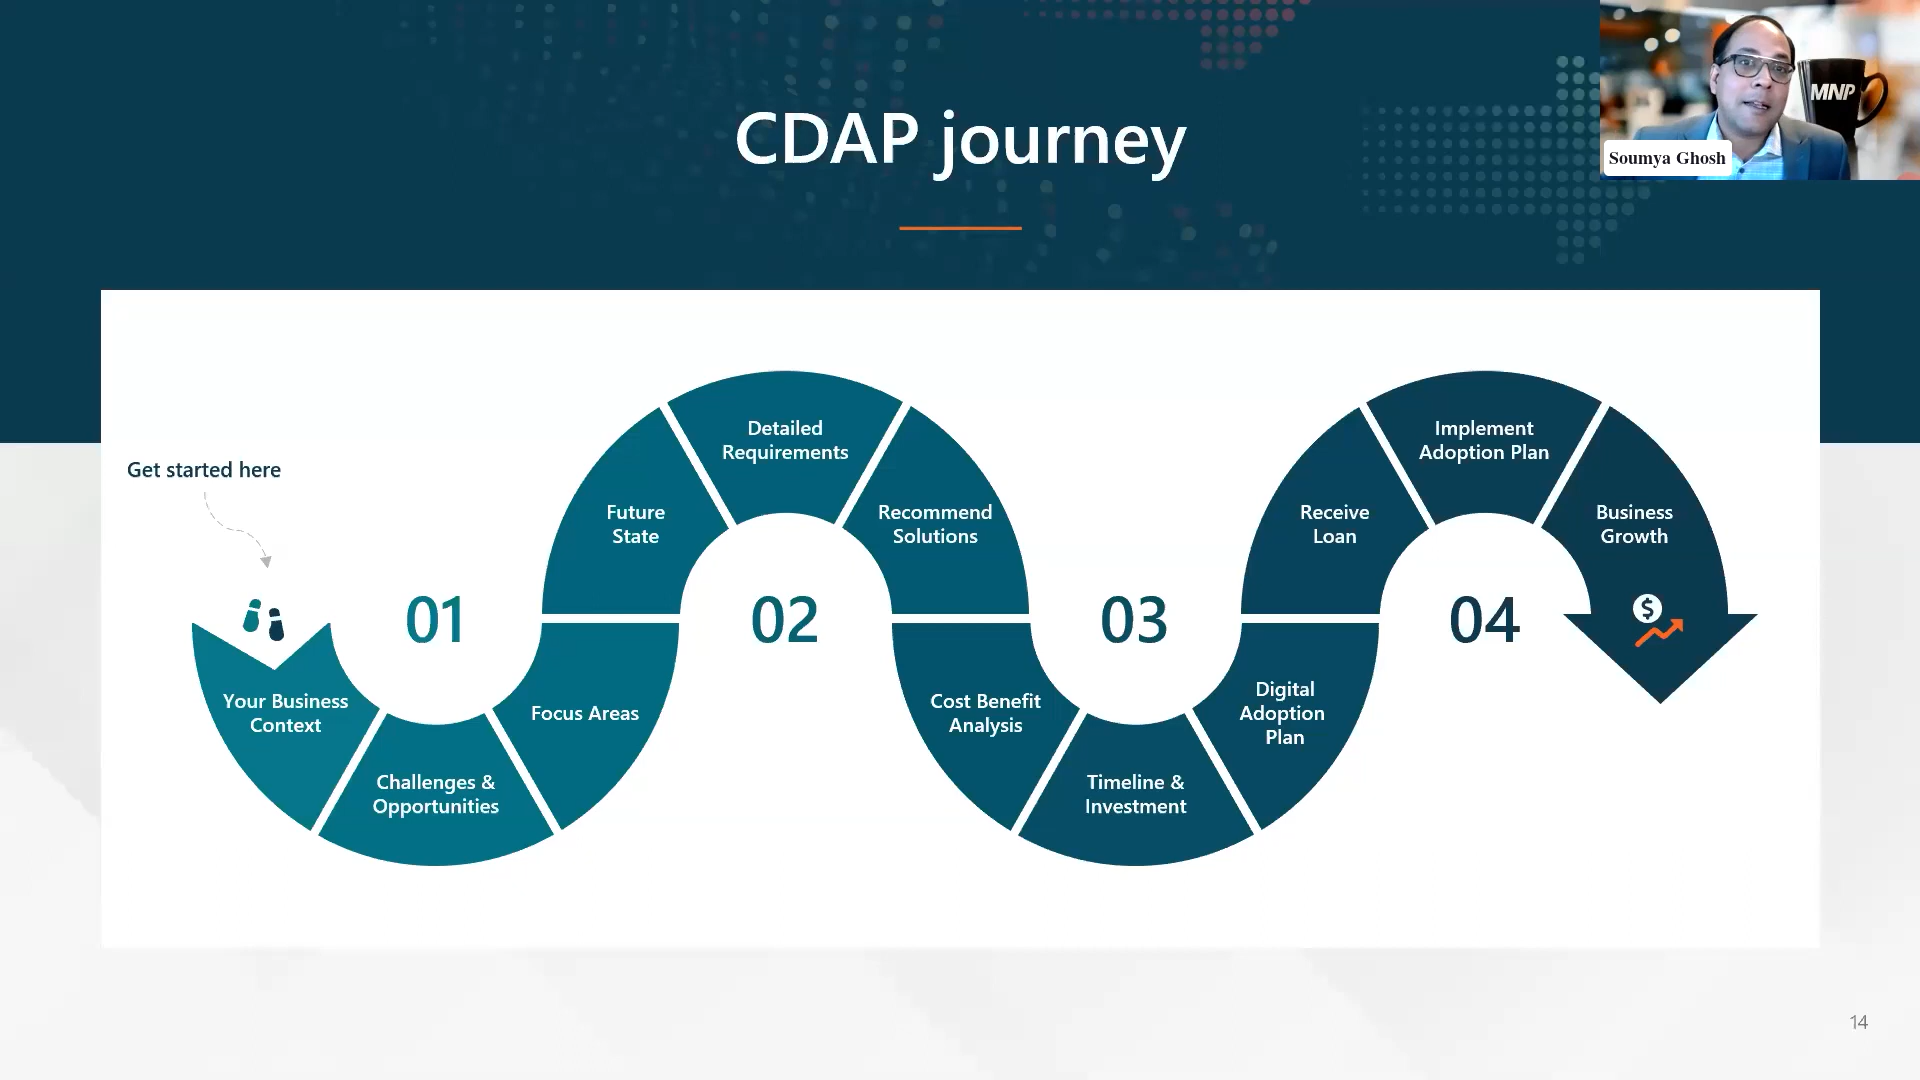 CDAP journey
MNP
Soumya Ghosh
Get started here
01
Your Business
Context
Challenges &
Opportunities
Focus Areas
02
Future
State
Detailed
Requirements
Recommend
Solutions
03
Cost Benefit
Analysis
Timeline &
Investment
Digital
Adoption
Plan
04
Receive
Loan
Implement
Adoption Plan
Business
Growth
$
14